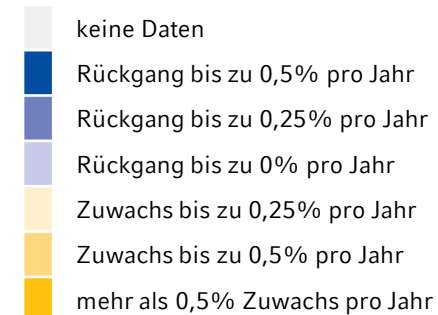 keine Daten
Rückgang bis zu 0,5% pro Jahr
Rückgang bis zu 0,25% pro Jahr
Rückgang bis zu 0% pro Jahr
Zuwachs bis zu 0,25% pro Jahr
Zuwachs bis zu 0,5% pro Jahr
mehr als 0,5% Zuwachs pro Jahr